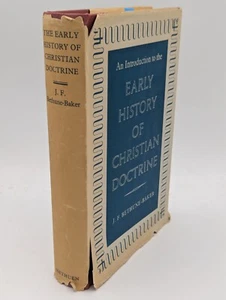 THE EARLY
HISTORY OF
CHRISTIAN
DOCTRINE
J. F.
Bethune-Baker
METHUEN
An Introduction to the
EARLY
HISTORY
OF
CHRISTIAN
DOCTRINE
J. F BETHUNE-BAKER